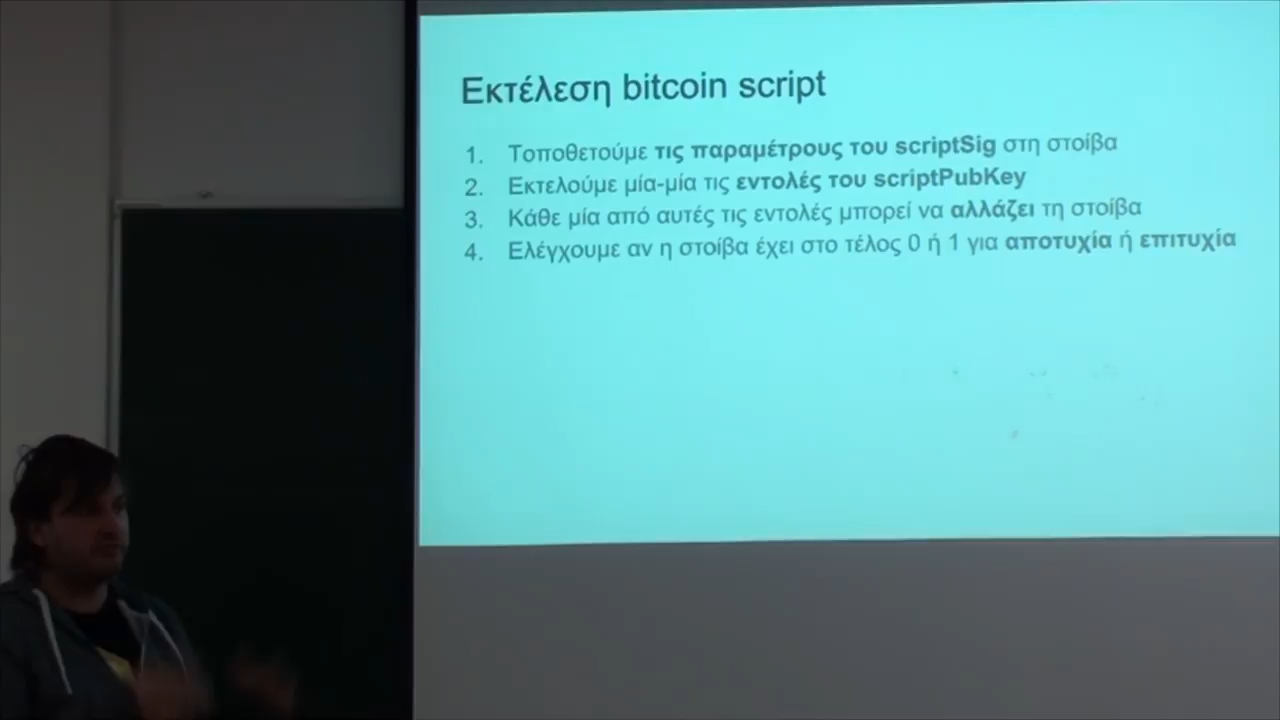 Εκτέλεση bitcoin script
1. Τοποθετούμε τις παραμέτρους του scriptSig στη στοίβα
2. Εκτελούμε μία-μία τις εντολές του scriptPubKey
3. Κάθε μία από αυτές τις εντολές μπορεί να αλλάζει τη στοίβα
4. Ελέγχουμε αν η στοίβα έχει στο τέλος 0 ή 1 για αποτυχία ή επιτυχία